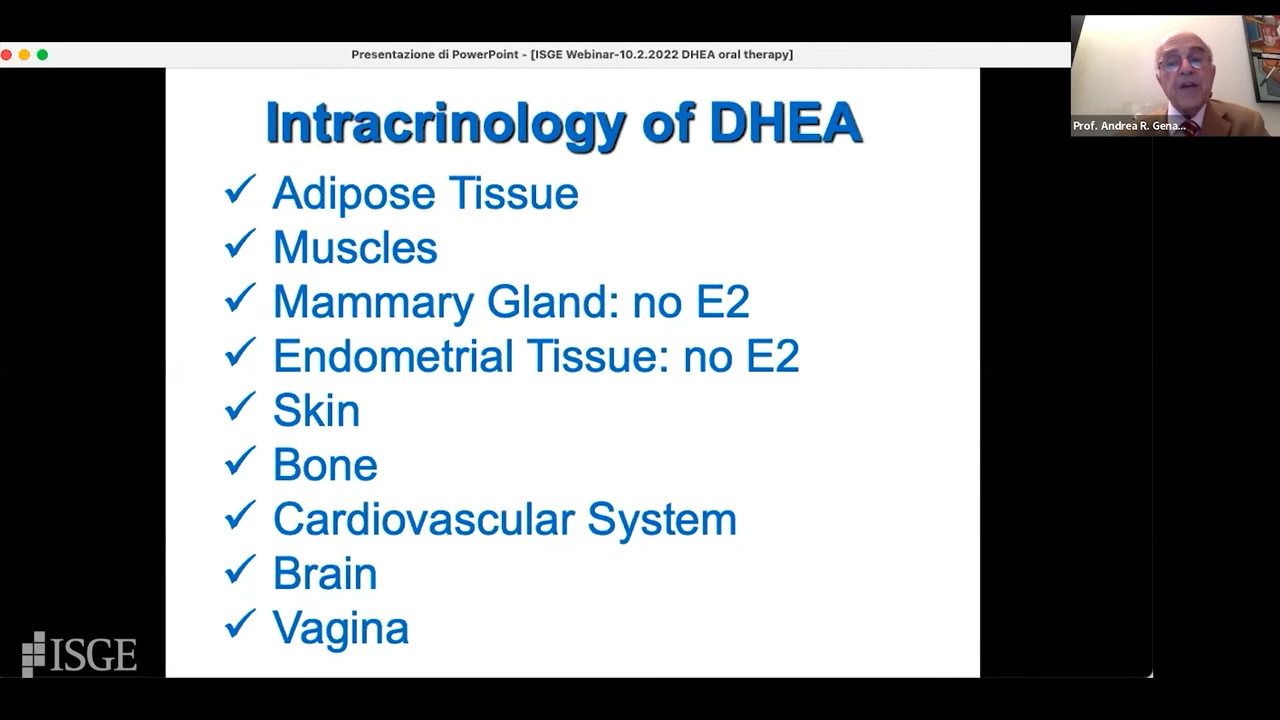 Presentazione di PowerPoint - [ISGE Webinar-10.2.2022 DHEA oral therapy]
Prof. Andrea R. Gena...
Intracrinology of DHEA
✓ Adipose Tissue
✓ Muscles
✓ Mammary Gland: no E2
✓ Endometrial Tissue: no E2
✓ Skin
✓ Bone
✓ Cardiovascular System
✓ Brain
✓ Vagina
ISGE